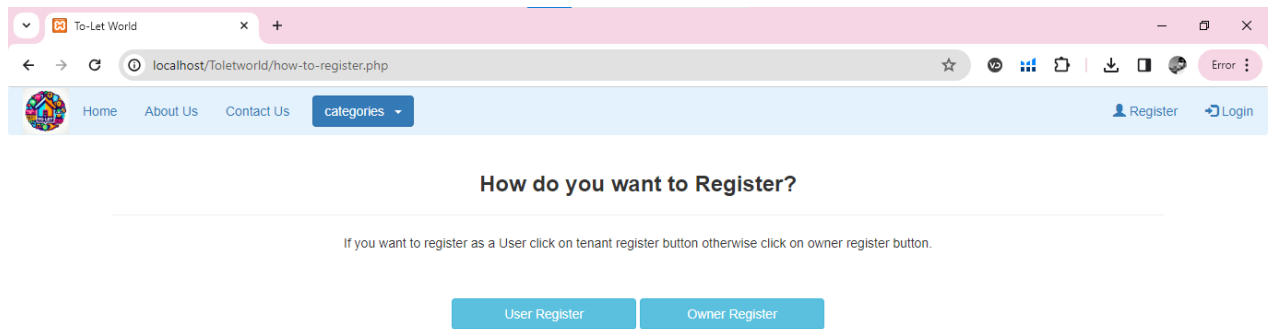 To-Let World
localhost/Toletworld/how-to-register.php
Error
Home About Us Contact Us categories Register Login
How do you want to Register?
If you want to register as a User click on tenant register button otherwise click on owner register button.
User Register Owner Register